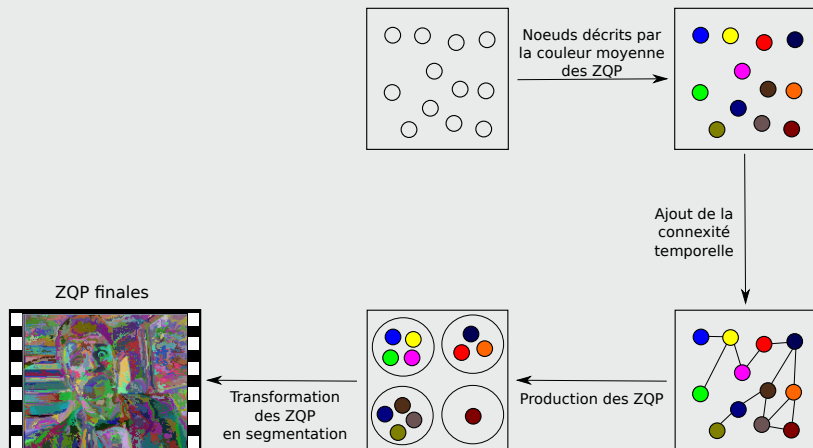 Noeuds décrits par
la couleur moyenne
des ZQP
Ajout de la
connexité
temporelle
ZQP finales
Transformation
des ZQP
en segmentation
Production des ZQP